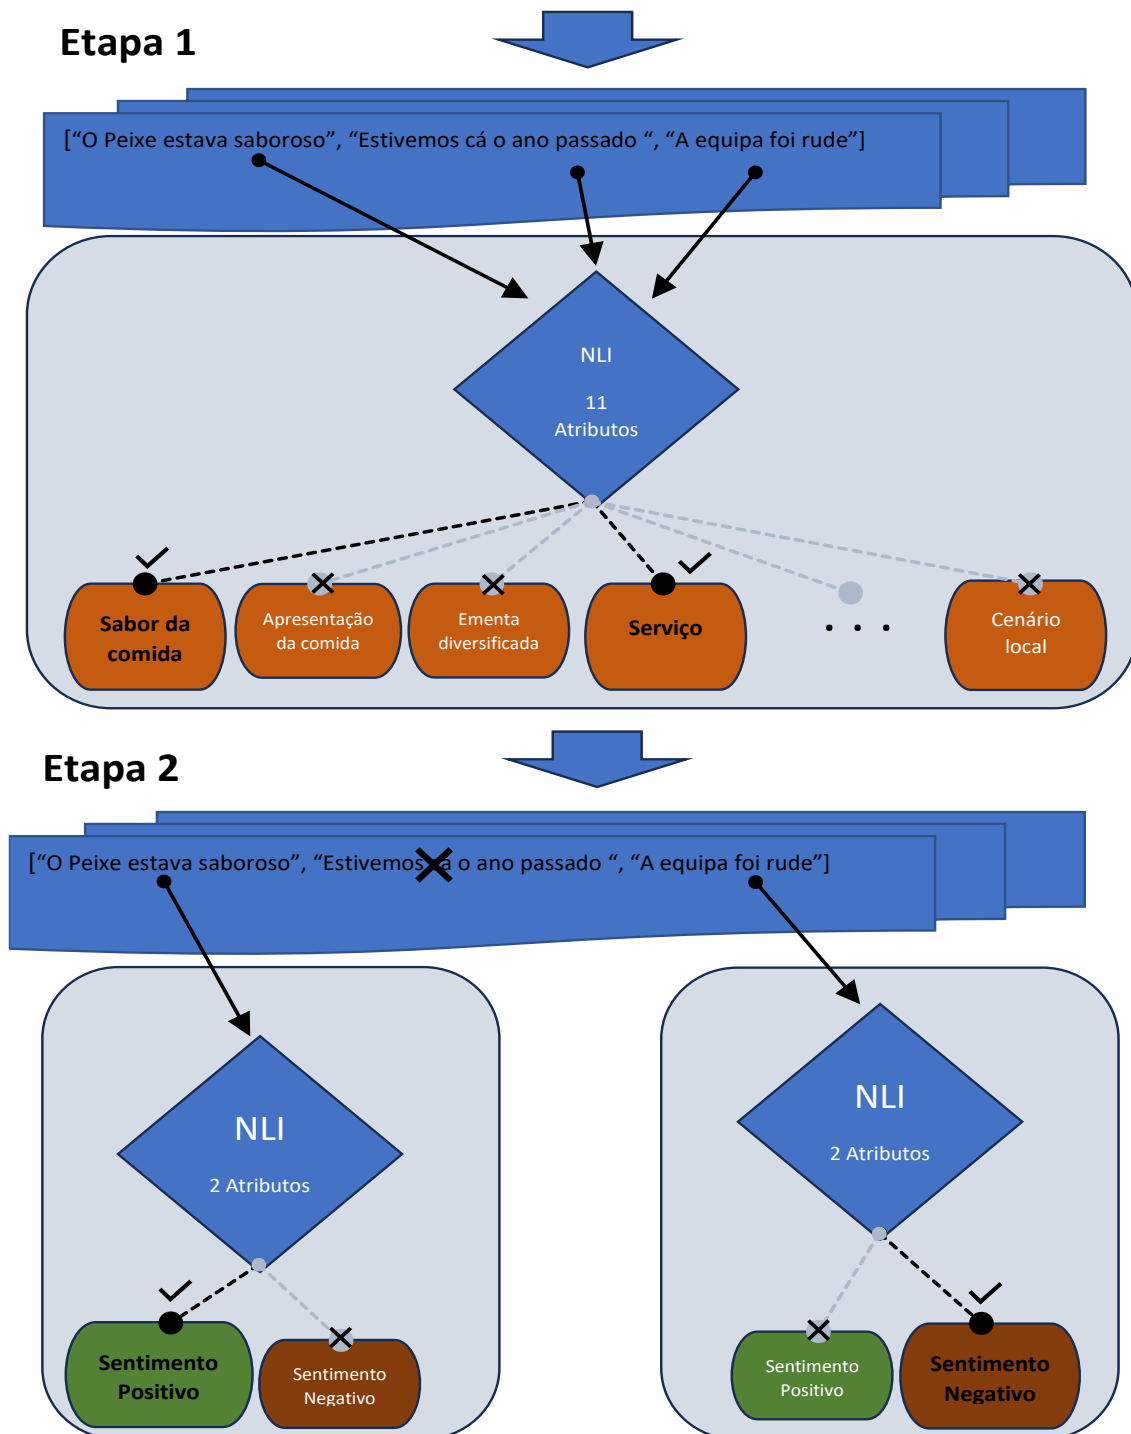 Etapa 1
[“O Peixe estava saboroso”, “Estivemos cá o ano passado “, “A equipa foi rude”]
NLI
11
Atributos
Sabor da
comida
Apresentação
da comida
Ementa
diversificada
Serviço
. . .
Cenário
local
Etapa 2
[“O Peixe estava saboroso”, “Estivemos cá o ano passado “, “A equipa foi rude”]
NLI
2 Atributos
NLI
2 Atributos
Sentimento
Positivo
Sentimento
Negativo
Sentimento
Positivo
Sentimento
Negativo